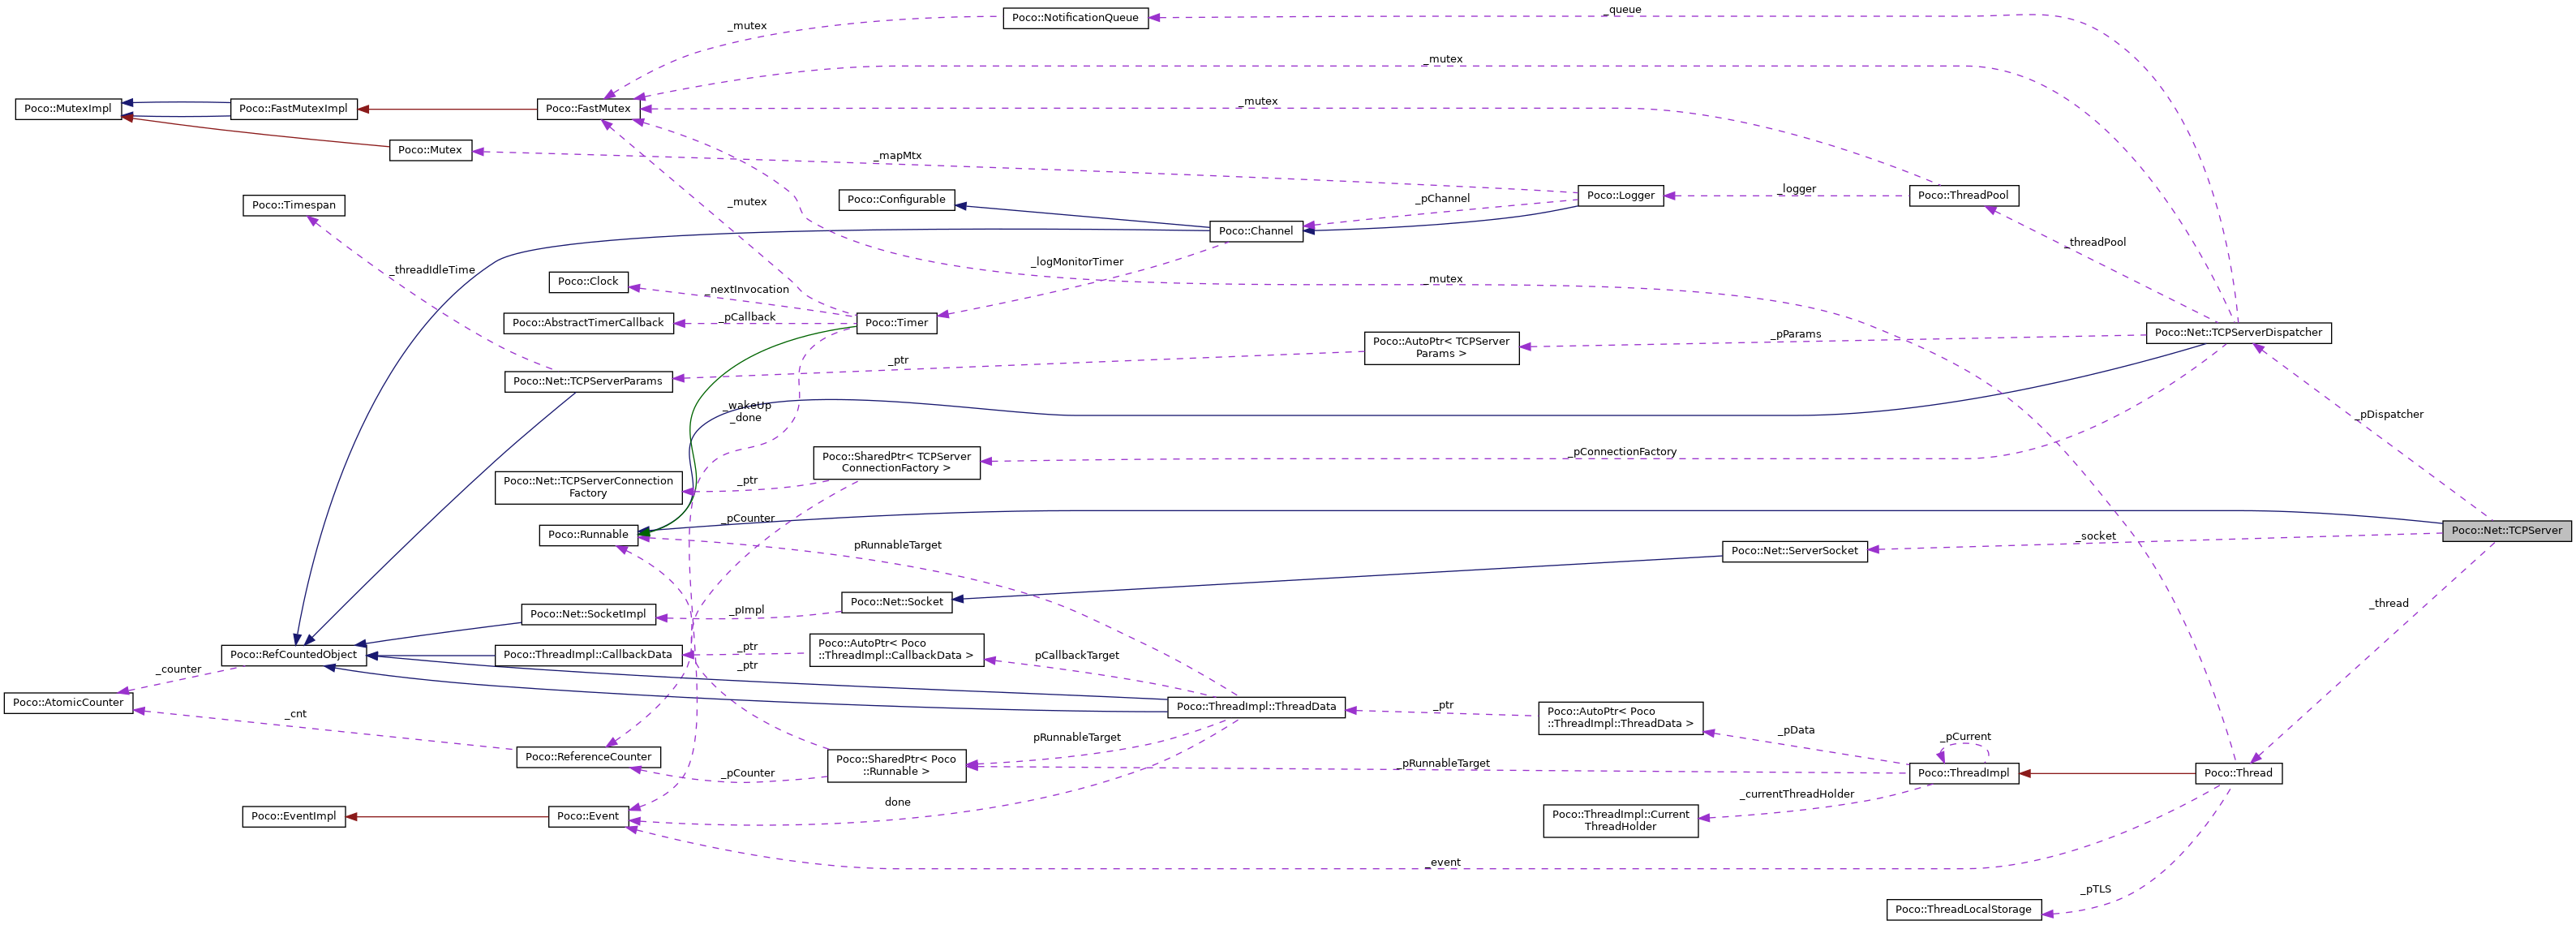 Poco::NotificationQueue
_queue
_mutex
_mutex
Poco::MutexImpl
Poco::FastMutexImpl
Poco::FastMutex
_mutex
Poco::Mutex
_mapMtx
Poco::Timespan
Poco::Configurable
_pChannel
Poco::Logger
_logger
Poco::ThreadPool
_mutex
Poco::Channel
_threadPool
_threadIdleTime
_logMonitorTimer
_mutex
Poco::Clock
_nextInvocation
Poco::AbstractTimerCallback
_pCallback
Poco::Timer
Poco::Net::TCPServerDispatcher
_pParams
Poco::AutoPtr< TCPServer
Params >
_ptr
Poco::Net::TCPServerParams
_wakeUp
_done
_pDispatcher
Poco::SharedPtr< TCPServer
ConnectionFactory >
_pConnectionFactory
Poco::Net::TCPServerConnection
Factory
_ptr
_pCounter
Poco::Runnable
Poco::Net::TCPServer
_socket
pRunnableTarget
Poco::Net::ServerSocket
Poco::Net::Socket
_thread
Poco::Net::SocketImpl
_pImpl
Poco::RefCountedObject
Poco::ThreadImpl::CallbackData
_ptr
_ptr
Poco::AutoPtr< Poco
::ThreadImpl::CallbackData >
pCallbackTarget
_counter
Poco::AtomicCounter
_cnt
Poco::ThreadImpl::ThreadData
_ptr
Poco::AutoPtr< Poco
::ThreadImpl::ThreadData >
_pData
_pCurrent
pRunnableTarget
Poco::ReferenceCounter
_pCounter
Poco::SharedPtr< Poco
::Runnable >
_pRunnableTarget
Poco::ThreadImpl
Poco::Thread
_currentThreadHolder
done
Poco::EventImpl
Poco::Event
Poco::ThreadImpl::Current
ThreadHolder
_event
_pTLS
Poco::ThreadLocalStorage